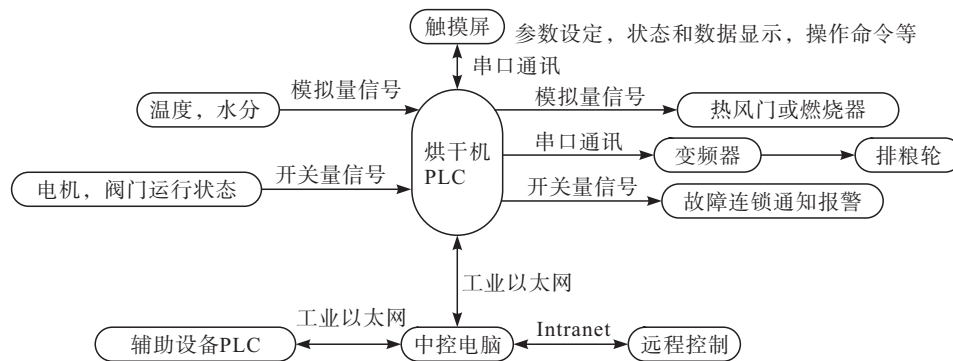 触摸屏
参数设定，状态和数据显示，操作命令等
串口通讯
模拟量信号
模拟量信号
温度，水分
热风门或燃烧器
烘干机
PLC
串口通讯
变频器
排粮轮
开关量信号
开关量信号
电机，阀门运行状态
故障连锁通知报警
工业以太网
工业以太网
Intranet
辅助设备PLC
中控电脑
远程控制